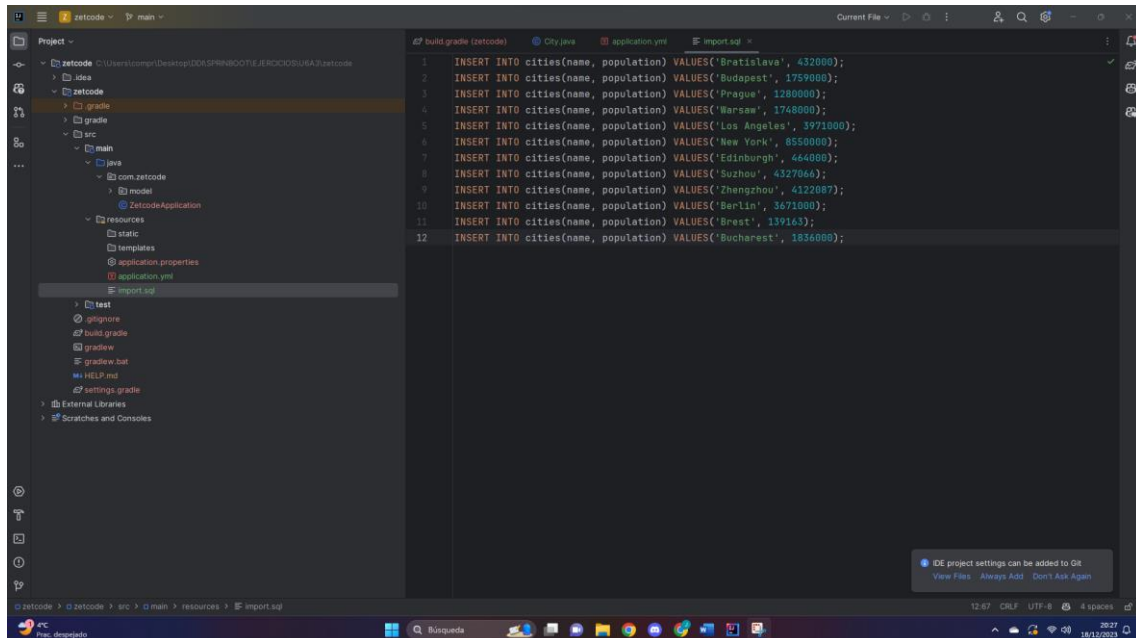 zetcode
main
Current File
Project
build.gradle (zetcode)
City.java
application.yml
import.sql
zetcode C:\Users\compr\Desktop\DDI\SPRINBOOT\EJERCICIOS\U6A3\zetcode
.idea
zetcode
.gradle
gradle
src
main
java
com.zetcode
model
ZetcodeApplication
resources
static
templates
application.properties
application.yml
import.sql
test
.gitignore
build.gradle
gradlew
gradlew.bat
HELP.md
settings.gradle
External Libraries
Scratches and Consoles
1 INSERT INTO cities(name, population) VALUES('Bratislava', 432000);
2 INSERT INTO cities(name, population) VALUES('Budapest', 1759000);
3 INSERT INTO cities(name, population) VALUES('Prague', 1280000);
4 INSERT INTO cities(name, population) VALUES('Warsaw', 1748000);
5 INSERT INTO cities(name, population) VALUES('Los Angeles', 3971000);
6 INSERT INTO cities(name, population) VALUES('New York', 8550000);
7 INSERT INTO cities(name, population) VALUES('Edinburgh', 464000);
8 INSERT INTO cities(name, population) VALUES('Suzhou', 4327066);
9 INSERT INTO cities(name, population) VALUES('Zhengzhou', 4122087);
10 INSERT INTO cities(name, population) VALUES('Berlin', 3671000);
11 INSERT INTO cities(name, population) VALUES('Brest', 139163);
12 INSERT INTO cities(name, population) VALUES('Bucharest', 1836000);
IDE project settings can be added to Git
View Files Always Add Don't Ask Again
zetcode > zetcode > src > main > resources > import.sql
12:67 CRLF UTF-8 4 spaces
4°C
Prac. despejado
Búsqueda
20:27
18/12/2023